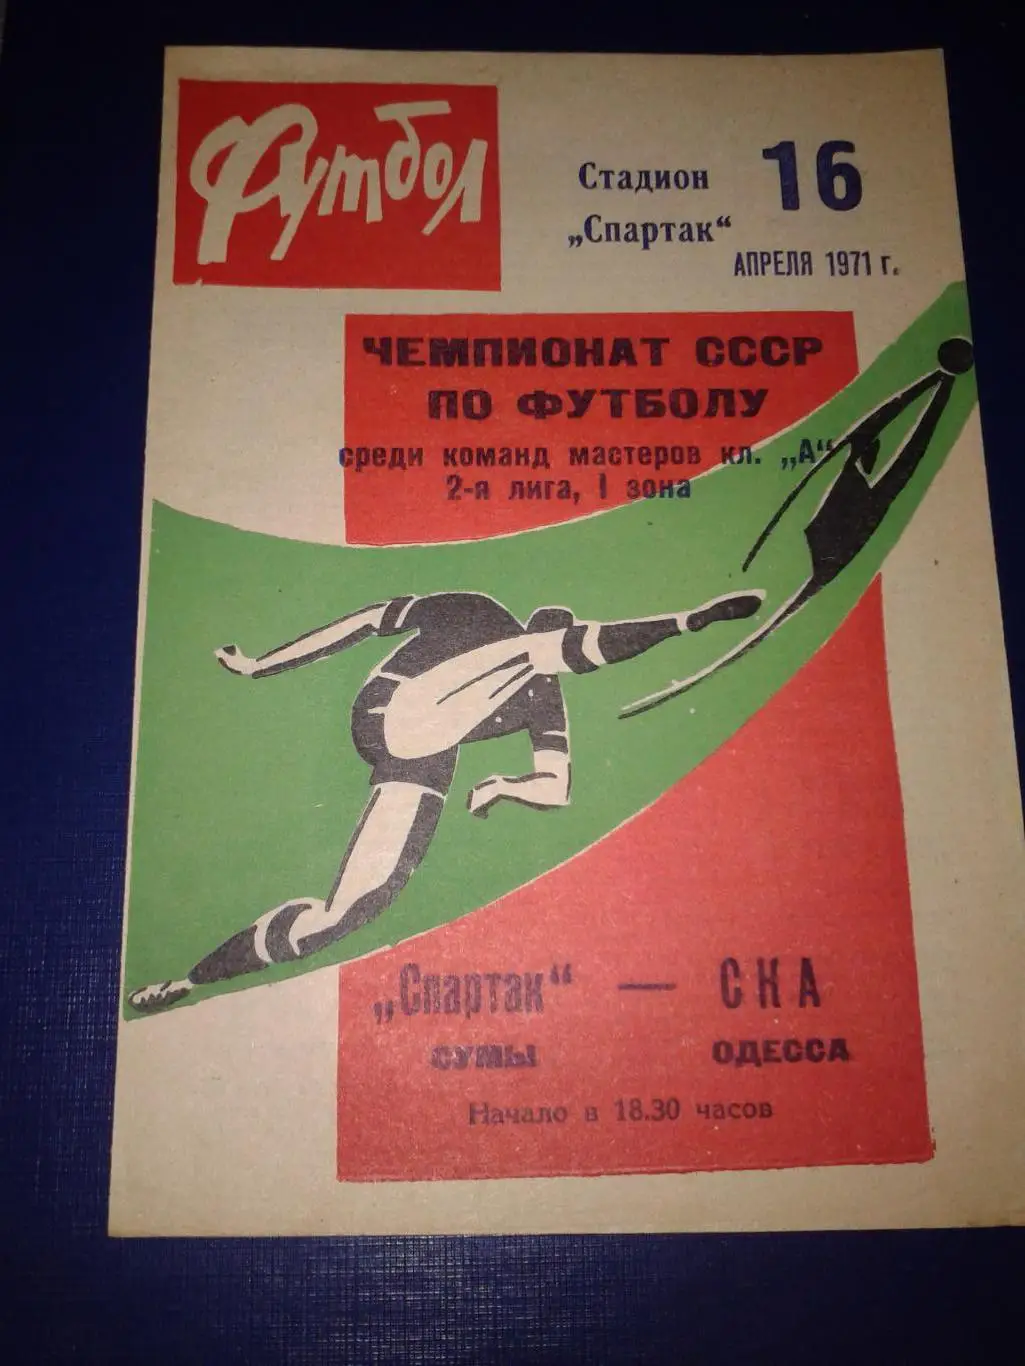 Футбол
Стадион
„Спартак“
16
АПРЕЛЯ 1971 г.
ЧЕМПИОНАТ СССР
ПО ФУТБОЛУ
среди команд мастеров кл. „А“
2-я лига, I зона
„Спартак“ — СКА
СУМЫ ОДЕССА
Начало в 18.30 часов